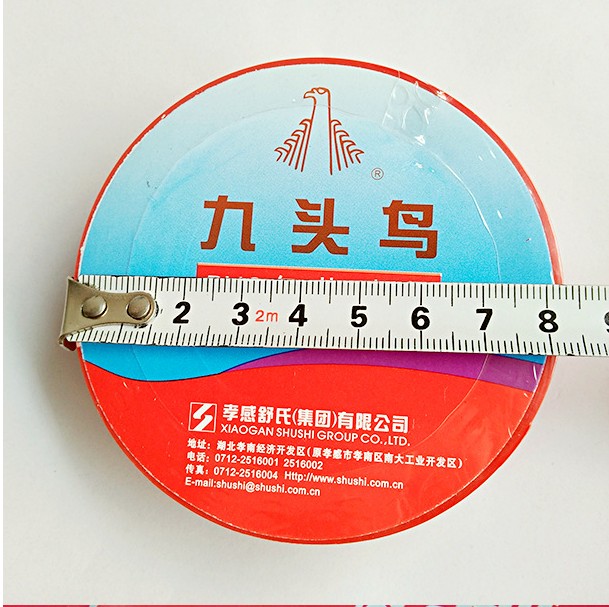 ®
九头鸟
2 3 2m 4 5 6 7 8
孝感舒氏(集团)有限公司
XIAOGAN SHUSHI GROUP CO.,LTD.
地址：湖北孝南经济开发区(原孝感市孝南区南大工业开发区)
电话：0712-2516001 2516002
传真：0712-2516004 Http://www.shushi.com.cn
E-mail:shushi@shushi.com.cn